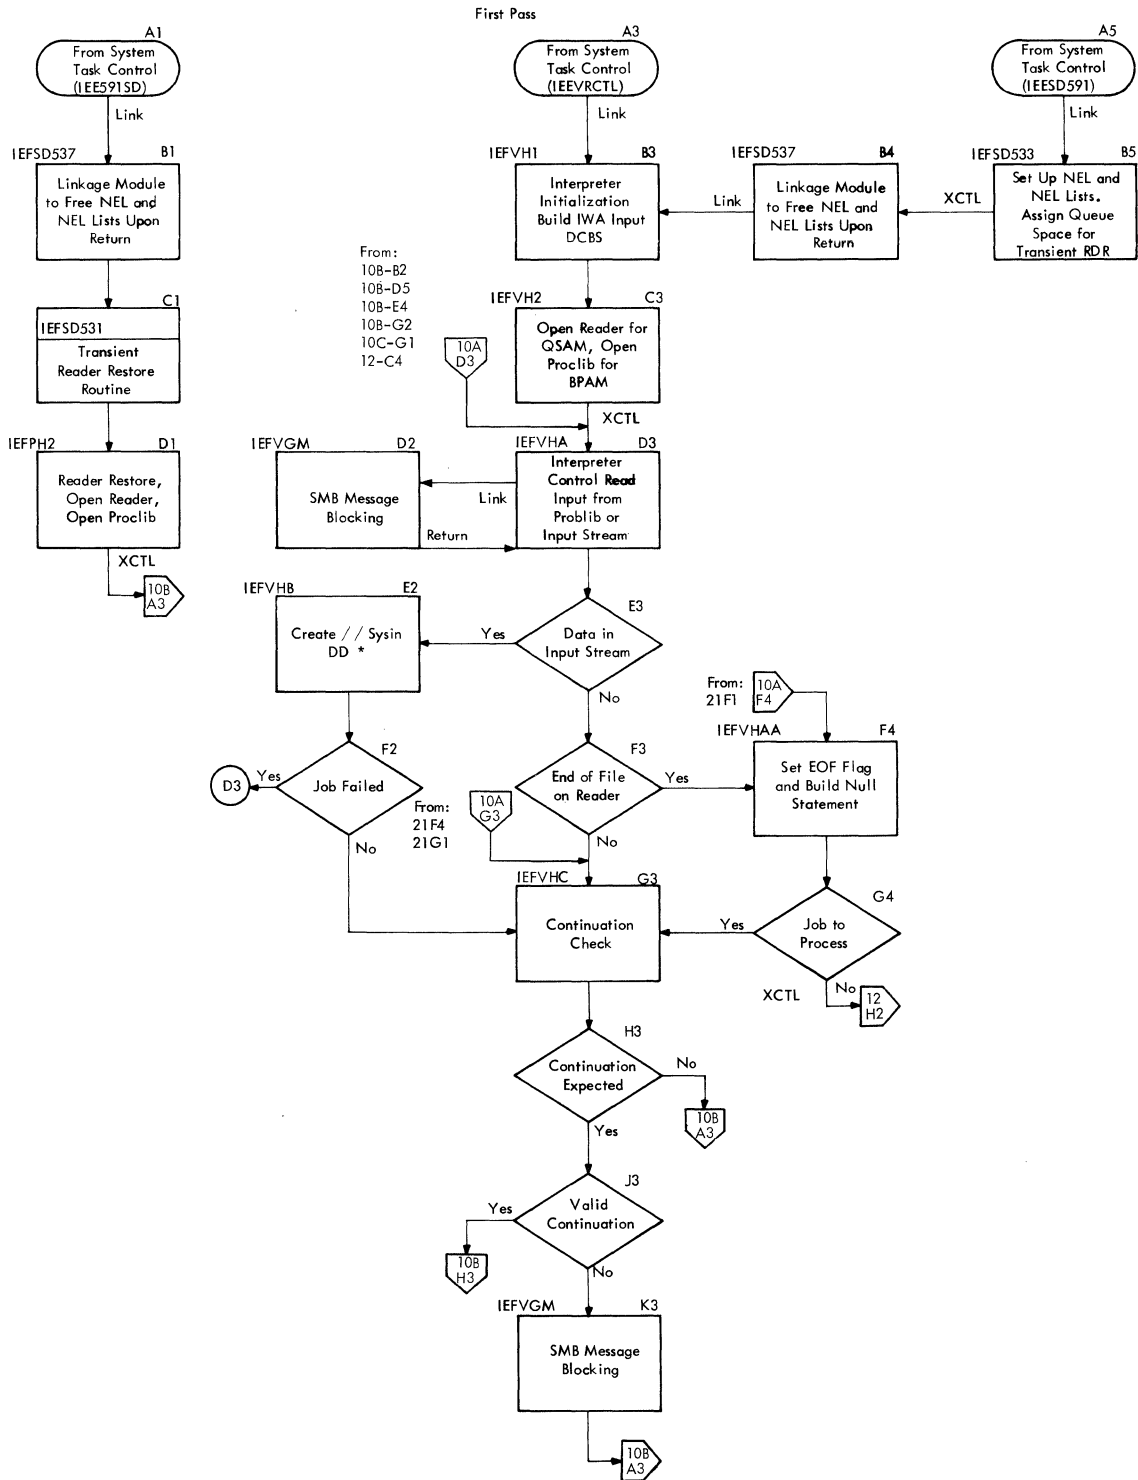 First Pass
A1
From System
Task Control
(IEE591SD)
Link
A3
From System
Task Control
(IEEVRCTL)
Link
A5
From System
Task Control
(IEESD591)
Link
IEFSD537
B1
Linkage Module
to Free NEL and
NEL Lists Upon
Return
IEFVH1
B3
Interpreter
Initialization
Build IWA Input
DCBS
Link
IEFSD537
B4
Linkage Module
to Free NEL and
NEL Lists Upon
Return
XCTL
IEFSD533
B5
Set Up NEL and
NEL Lists.
Assign Queue
Space for
Transient RDR
C1
IEFSD531
Transient
Reader Restore
Routine
From:
10B-B2
10B-D5
10B-E4
10B-G2
10C-G1
12-C4
10A
D3
IEFVH2
C3
Open Reader for
QSAM, Open
Proclib for
BPAM
XCTL
IEFPH2
D1
Reader Restore,
Open Reader,
Open Proclib
XCTL
10B
A3
IEFVGM
D2
SMB Message
Blocking
Link
Return
IEFVHA
D3
Interpreter
Control Read
Input from
Problib or
Input Stream
IEFVHB
E2
Create // Sysin
DD *
Yes
E3
Data in
Input Stream
No
From:
21F1
10A
F4
D3
Yes
F2
Job Failed
No
From:
21F4
21G1
F3
End of File
on Reader
Yes
No
10A
G3
IEFVHAA
F4
Set EOF Flag
and Build Null
Statement
IEFVHC
G3
Continuation
Check
Yes
G4
Job to
Process
XCTL
No
12
H2
H3
Continuation
Expected
No
10B
A3
Yes
J3
Valid
Continuation
Yes
10B
H3
No
IEFVGM
K3
SMB Message
Blocking
10B
A3